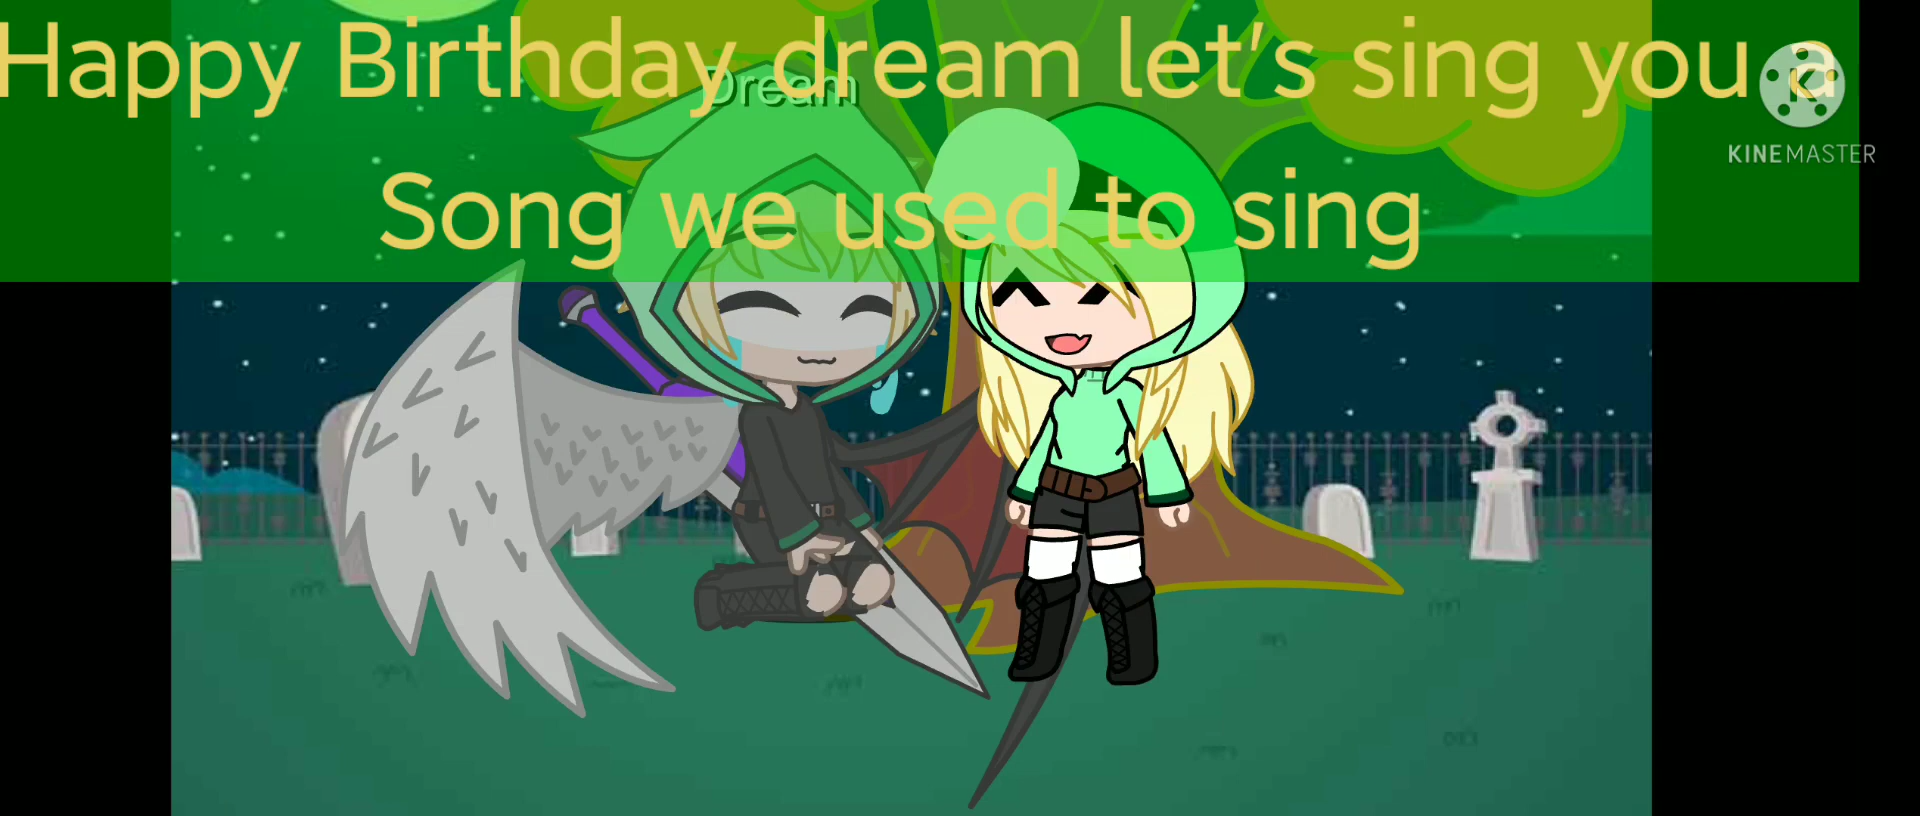 Happy Birthday dream let's sing you a
Dream
Song we used to sing
KINEMASTER